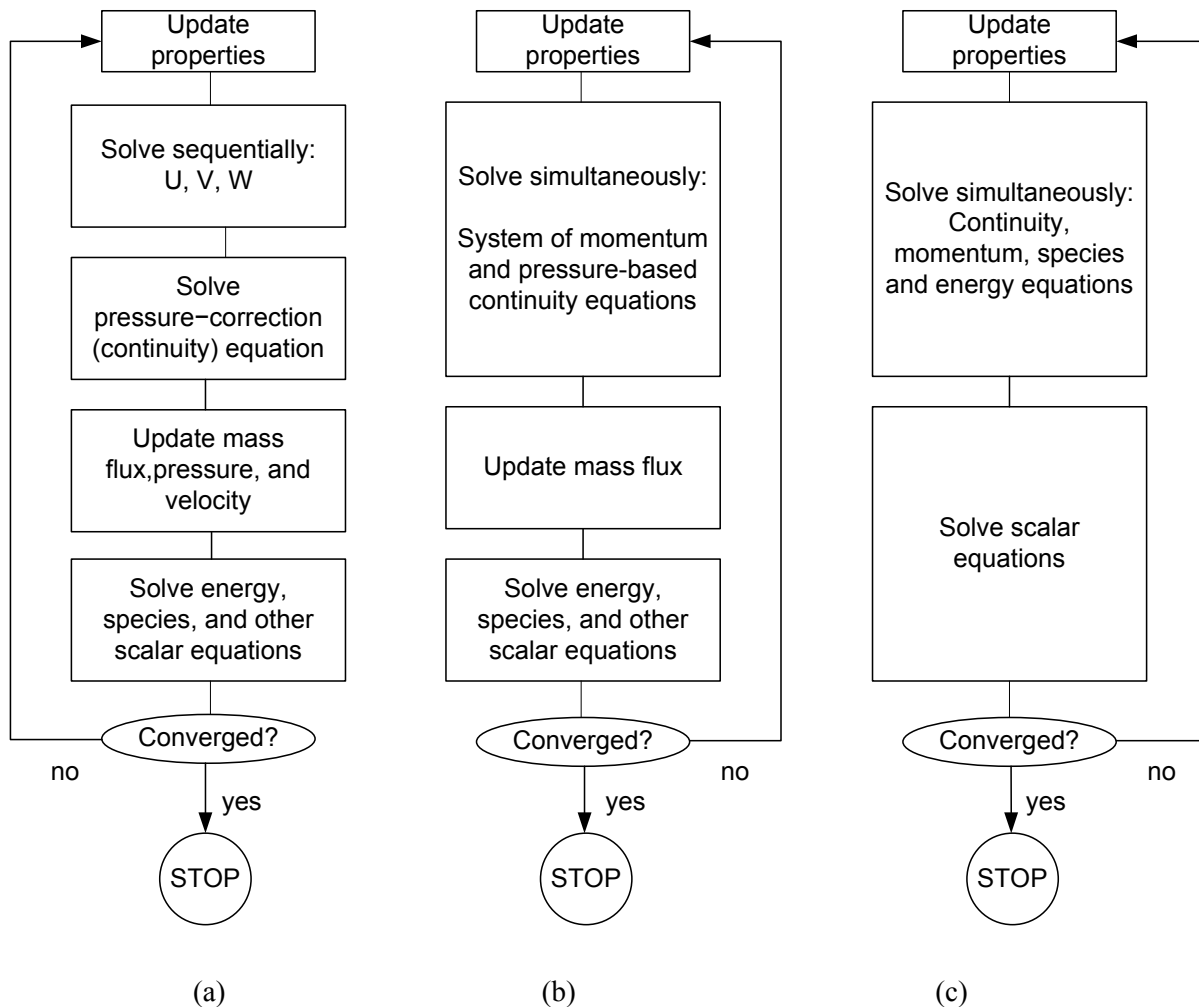 Update
properties
Solve sequentially:
U, V, W
Solve
pressure−correction
(continuity) equation
Update mass
flux,pressure, and
velocity
Solve energy,
species, and other
scalar equations
Converged?
no
yes
STOP
(a)
Update
properties
Solve simultaneously:
System of momentum
and pressure-based
continuity equations
Update mass flux
Solve energy,
species, and other
scalar equations
Converged?
no
yes
STOP
(b)
Update
properties
Solve simultaneously:
Continuity,
momentum, species
and energy equations
Solve scalar
equations
Converged?
no
yes
STOP
(c)